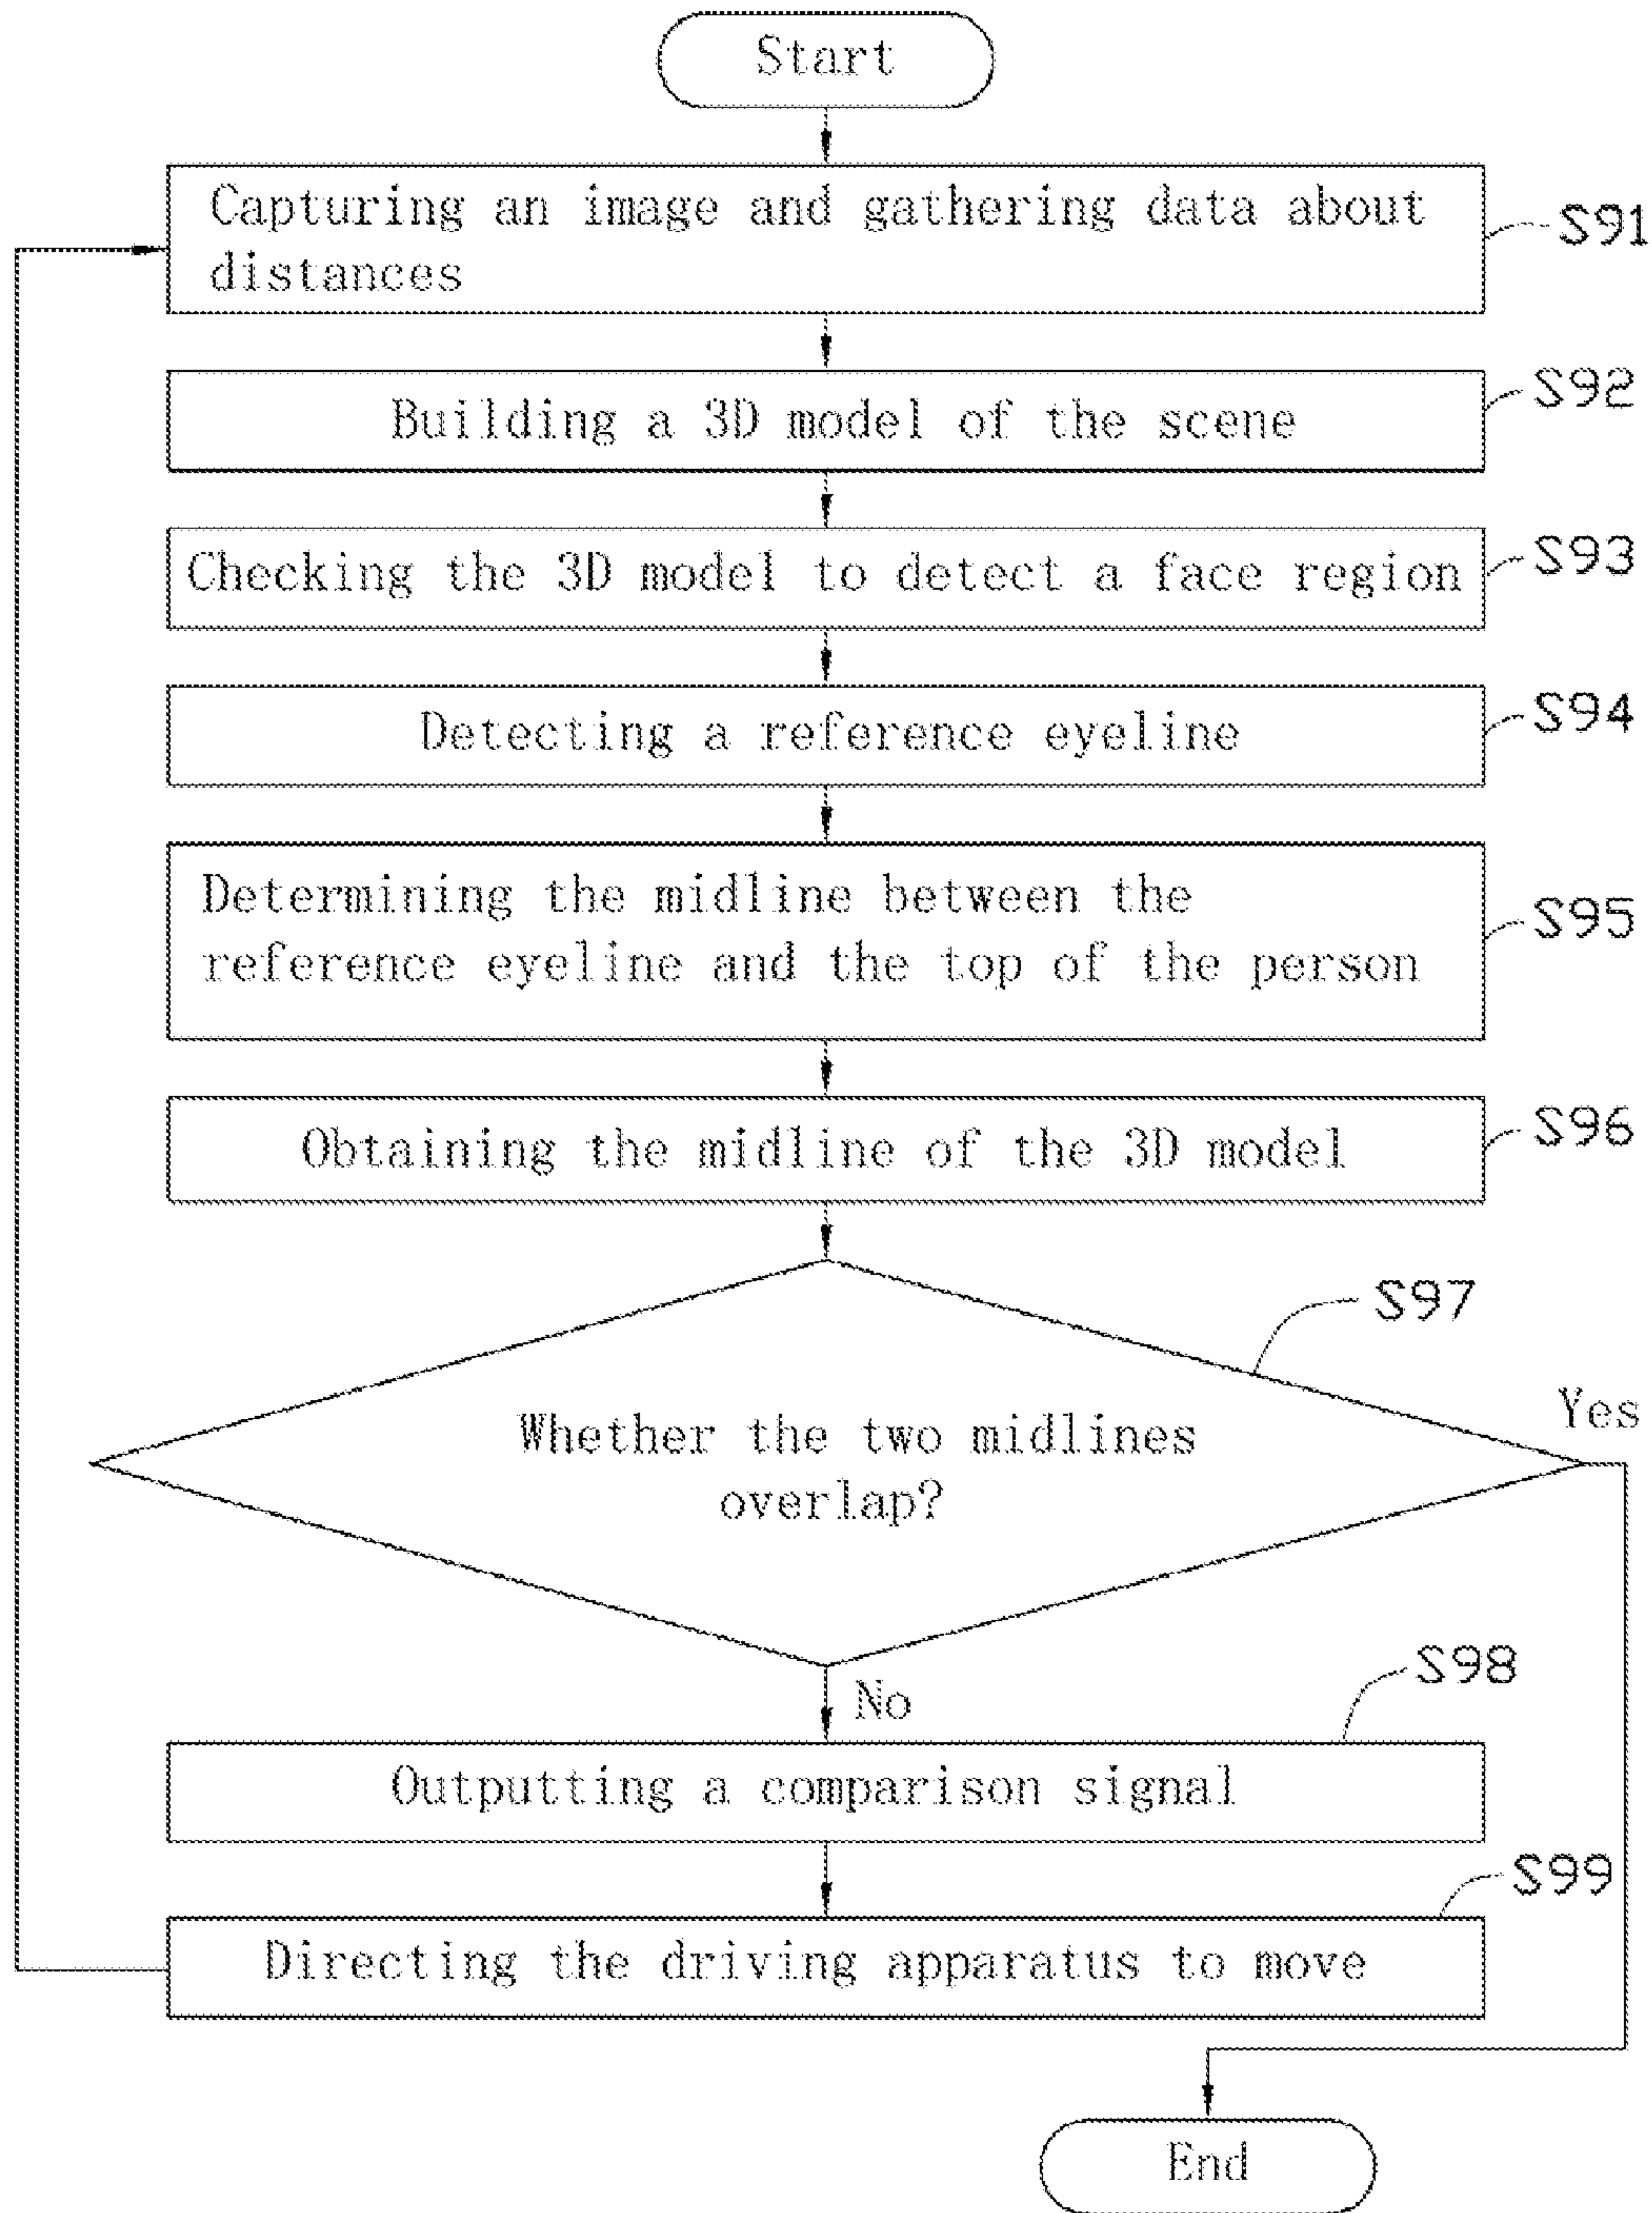 Start
Capturing an image and gathering data about
distances
S91
Building a 3D model of the scene
S92
Checking the 3D model to detect a face region
S93
Detecting a reference eyeline
S94
Determining the midline between the
reference eyeline and the top of the person
S95
Obtaining the midline of the 3D model
S96
S97
Whether the two midlines
overlap?
Yes
No
S98
Outputting a comparison signal
S99
Directing the driving apparatus to move
End